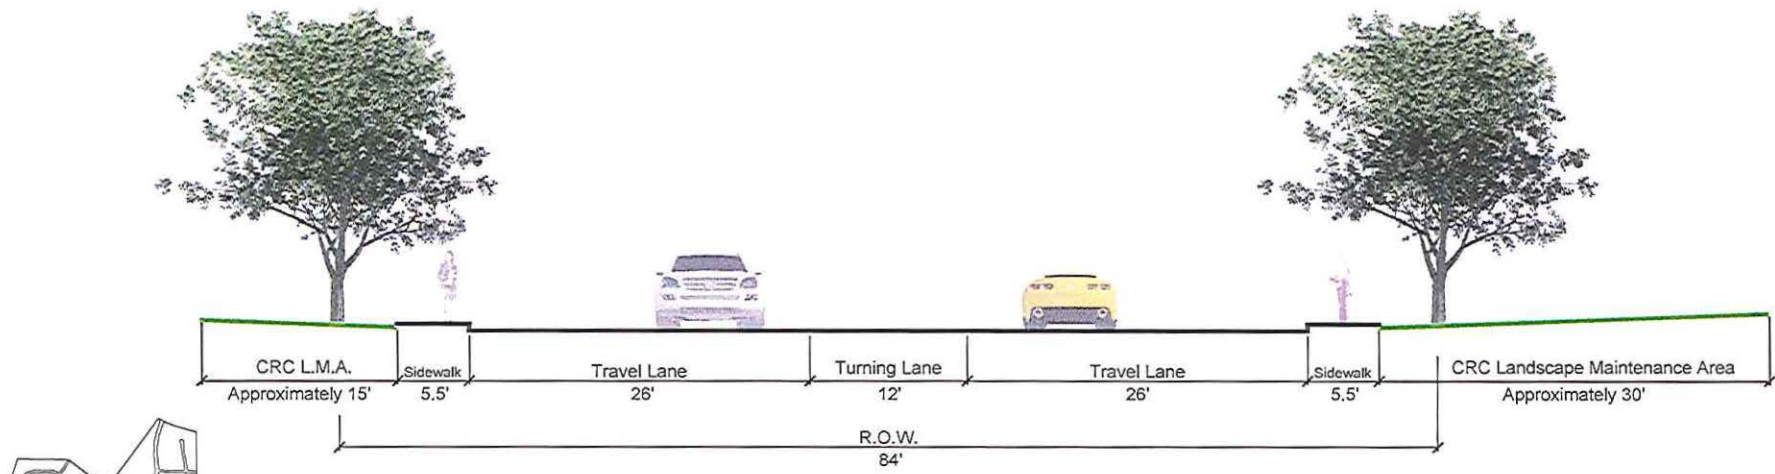 CRC L.M.A.
Approximately 15'
Sidewalk
5.5'
Travel Lane
26'
Turning Lane
12'
Travel Lane
26'
Sidewalk
5.5'
CRC Landscape Maintenance Area
Approximately 30'
R.O.W.
84'